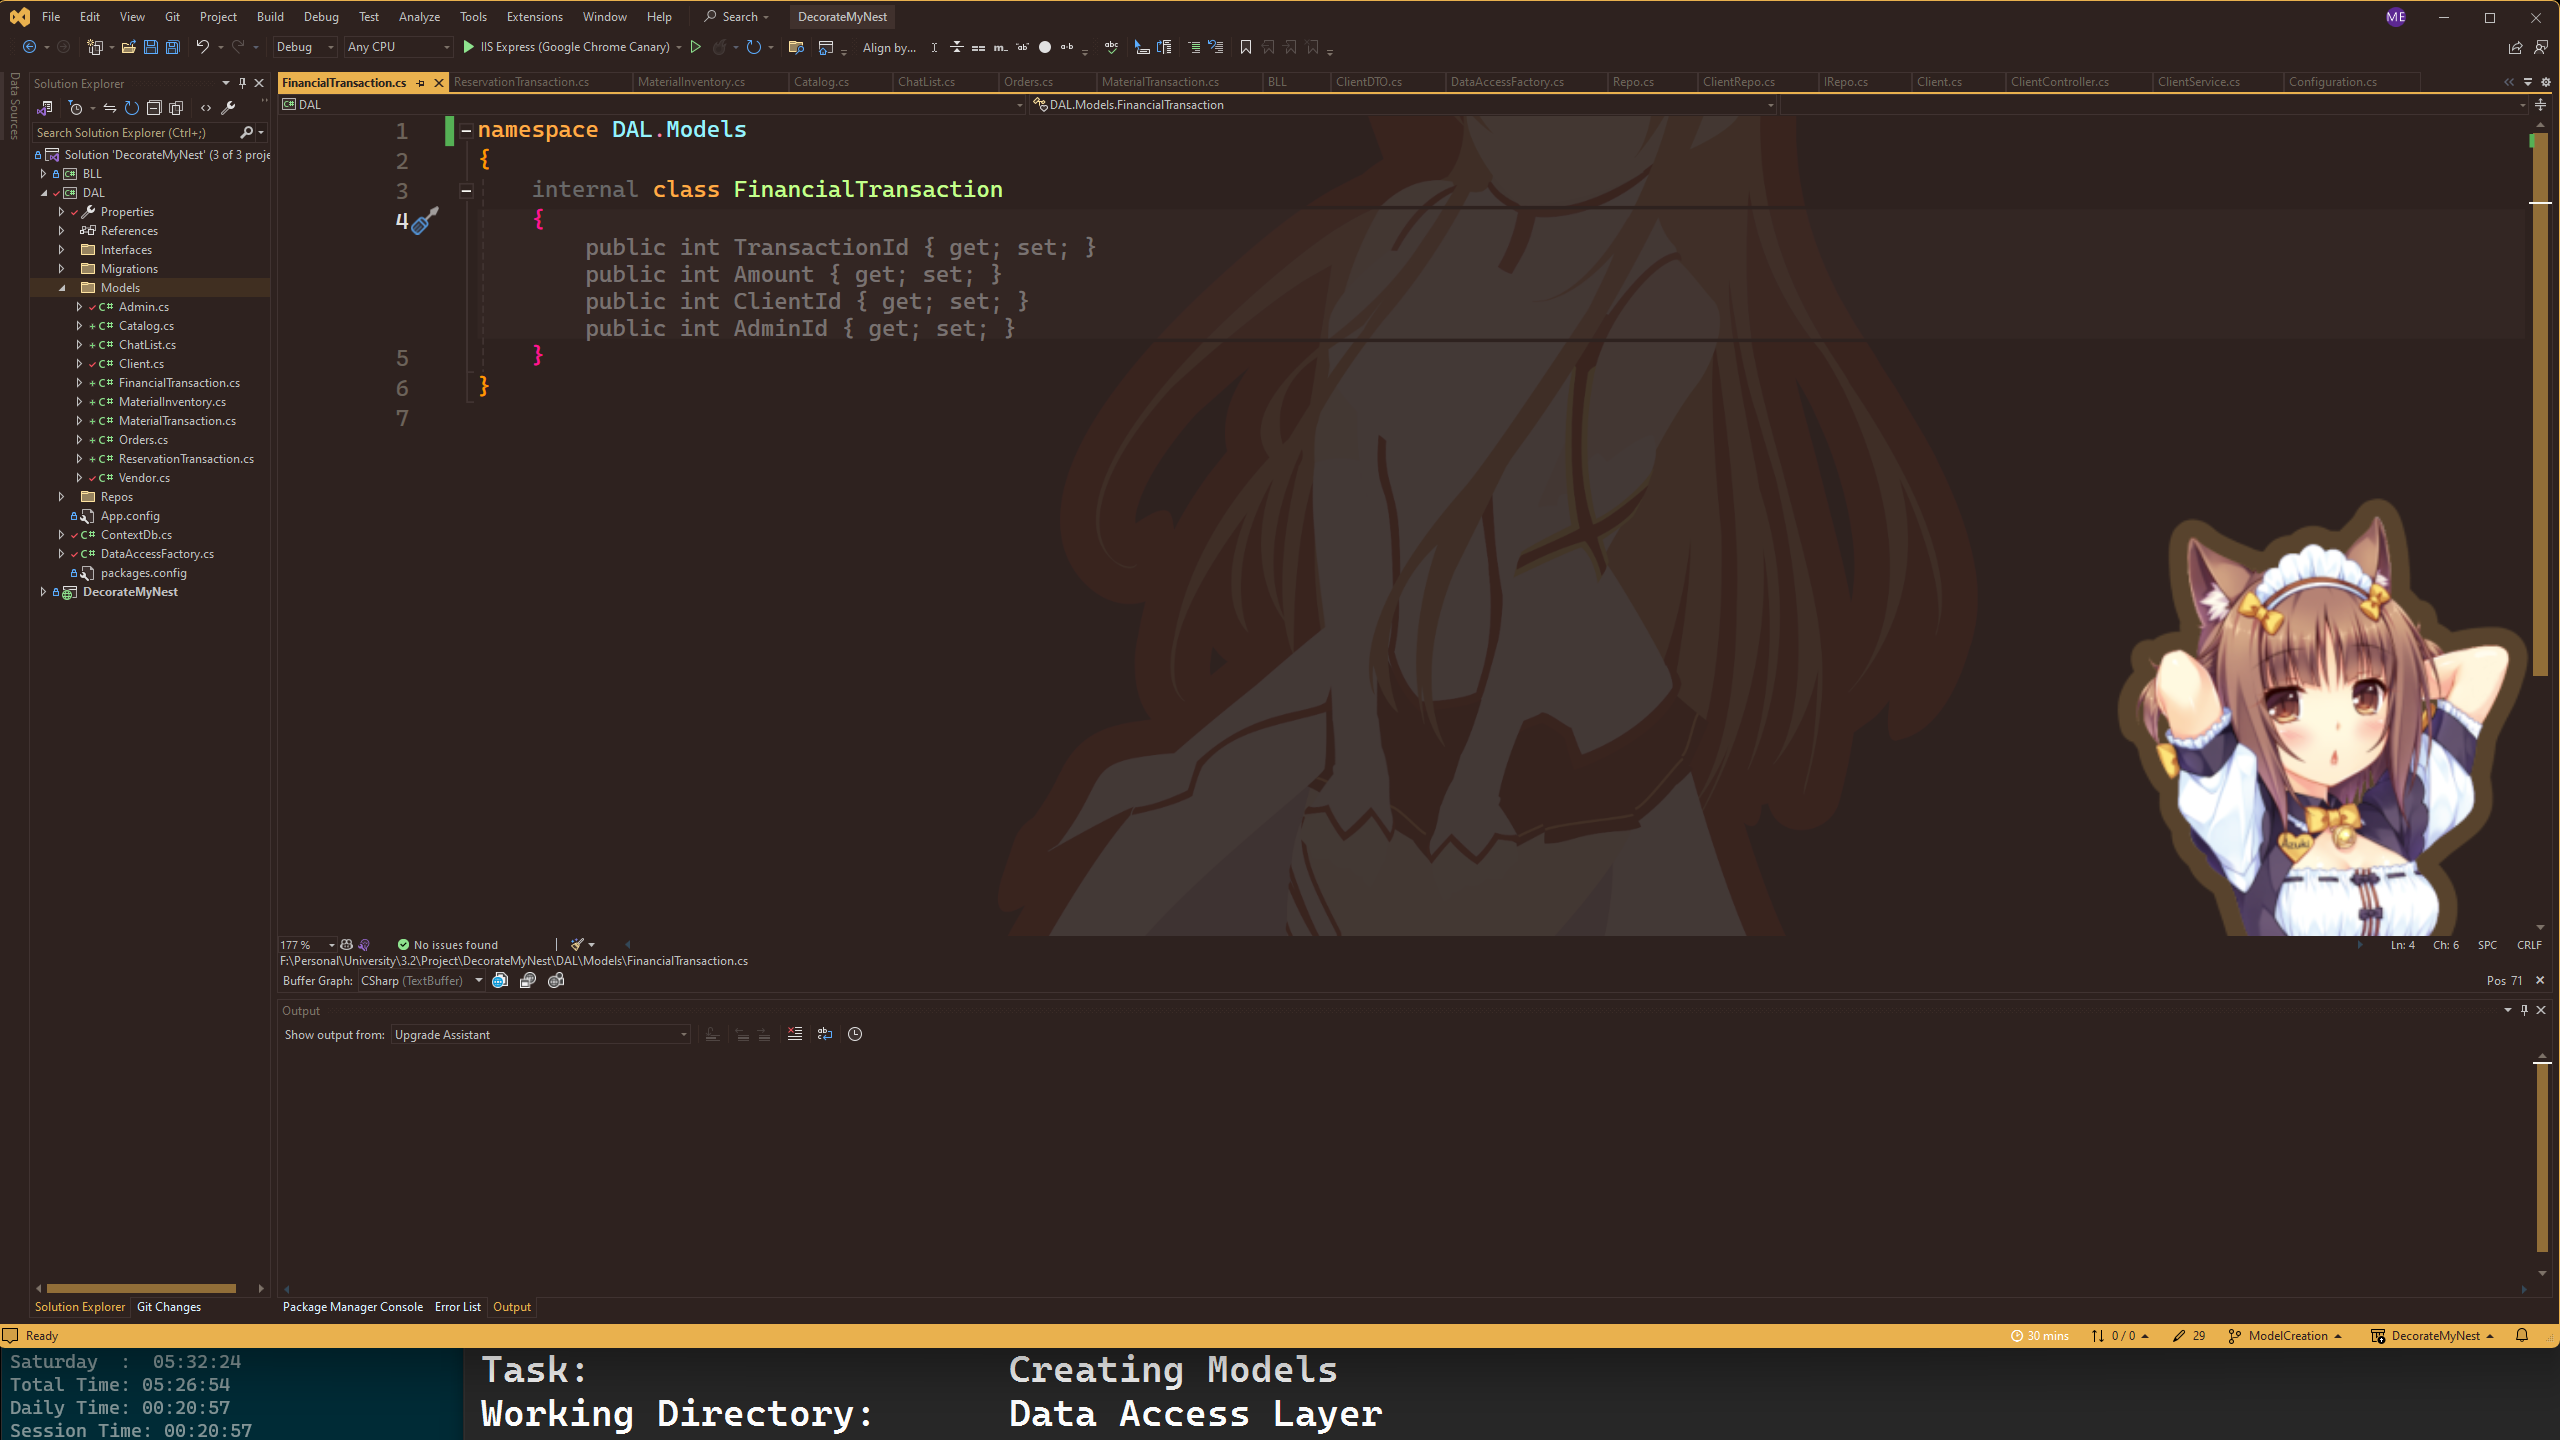 File Edit View Git Project Build Debug Test Analyze Tools Extensions Window Help Search DecorateMyNest ME
Debug Any CPU IIS Express (Google Chrome Canary) Align by...
Data Sources
Solution Explorer
Search Solution Explorer (Ctrl+;)
Solution 'DecorateMyNest' (3 of 3 proje
C# BLL
C# DAL
Properties
References
Interfaces
Migrations
Models
C# Admin.cs
C# Catalog.cs
C# ChatList.cs
C# Client.cs
C# FinancialTransaction.cs
C# MaterialInventory.cs
C# MaterialTransaction.cs
C# Orders.cs
C# ReservationTransaction.cs
C# Vendor.cs
Repos
App.config
C# ContextDb.cs
C# DataAccessFactory.cs
packages.config
DecorateMyNest
Solution Explorer Git Changes
FinancialTransaction.cs ReservationTransaction.cs MaterialInventory.cs Catalog.cs ChatList.cs Orders.cs MaterialTransaction.cs BLL ClientDTO.cs DataAccessFactory.cs Repo.cs ClientRepo.cs IRepo.cs Client.cs ClientController.cs ClientService.cs Configuration.cs
C# DAL DAL.Models.FinancialTransaction
1 namespace DAL.Models
2 {
3 internal class FinancialTransaction
4 {
public int TransactionId { get; set; }
public int Amount { get; set; }
public int ClientId { get; set; }
public int AdminId { get; set; }
5 }
6 }
7
Azuki
177 % No issues found Ln: 4 Ch: 6 SPC CRLF
F:\Personal\University\3.2\Project\DecorateMyNest\DAL\Models\FinancialTransaction.cs
Buffer Graph: CSharp (TextBuffer) Pos 71
Output
Show output from: Upgrade Assistant
Package Manager Console Error List Output
Ready 30 mins 0 / 0 29 ModelCreation DecorateMyNest
Saturday : 05:32:24
Total Time: 05:26:54
Daily Time: 00:20:57
Session Time: 00:20:57
Task: Creating Models
Working Directory: Data Access Layer